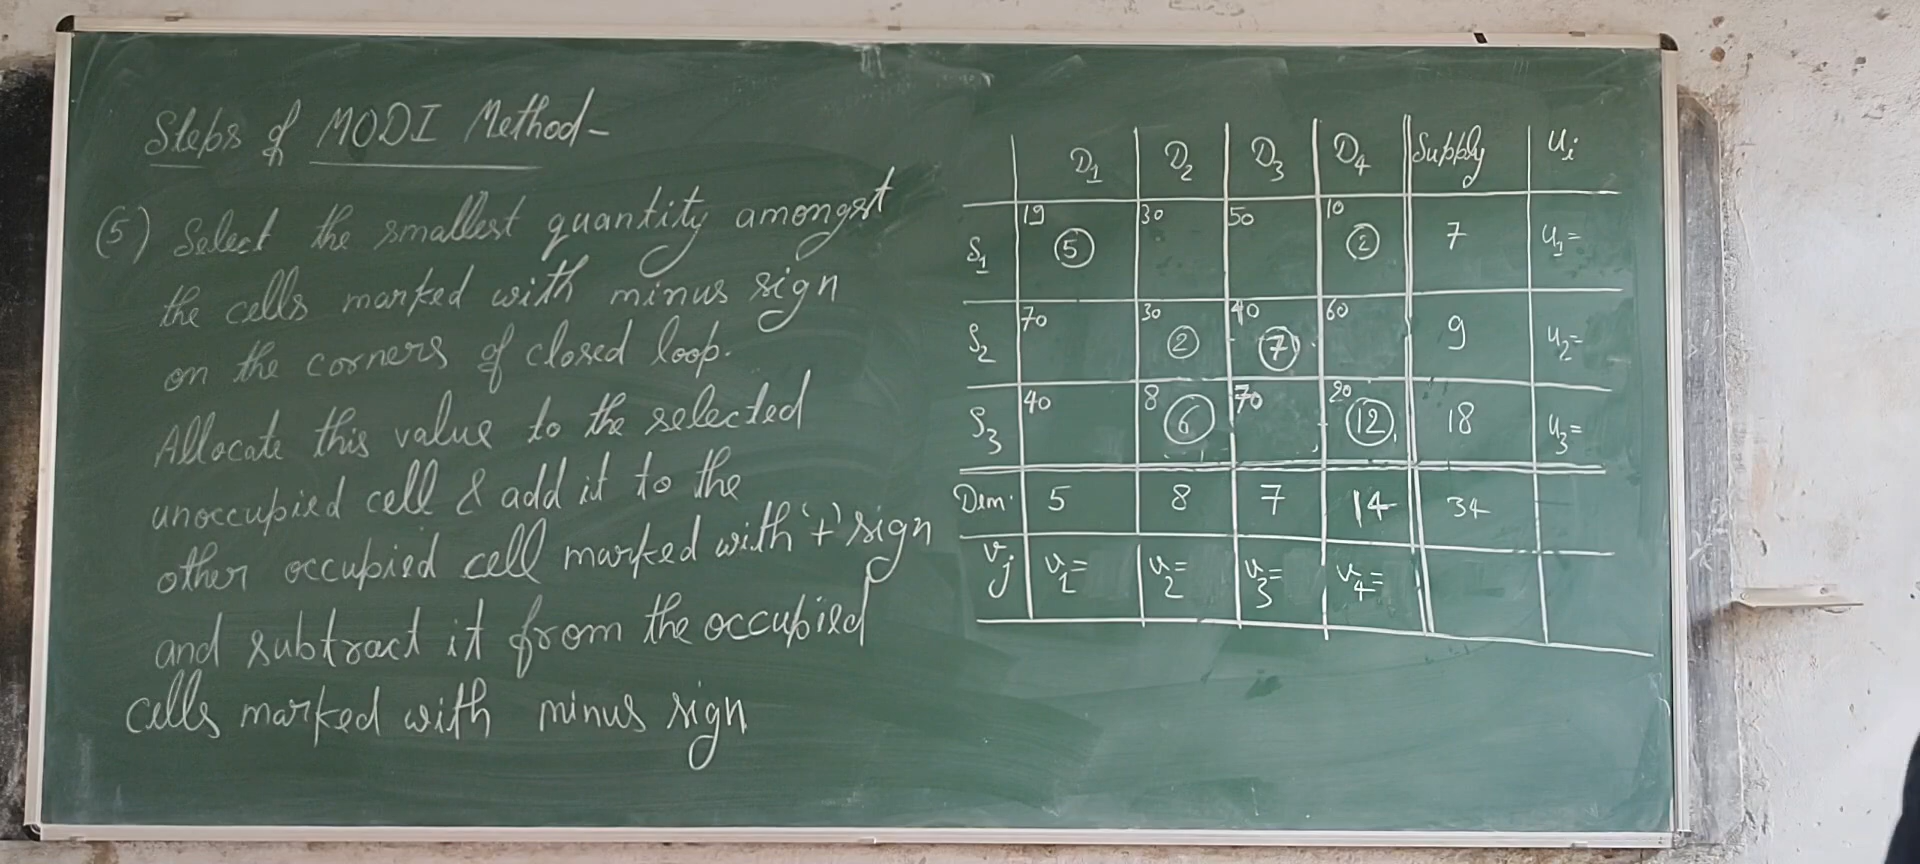 Steps of MODI Method-
(5) Select the smallest quantity amongst
the cells marked with minus sign
on the corners of closed loop.
Allocate this value to the selected
unoccupied cell & add it to the
other occupied cell marked with '+' sign
and subtract it from the occupied
cells marked with minus sign
D1 D2 D3 D4 Supply ui
S1 19 5 30 50 10 2 7 u1=
S2 70 30 2 40 7 60 9 u2=
S3 40 8 6 70 20 12 18 u3=
Dem. 5 8 7 14 34
vj v1= v2= v3= v4=